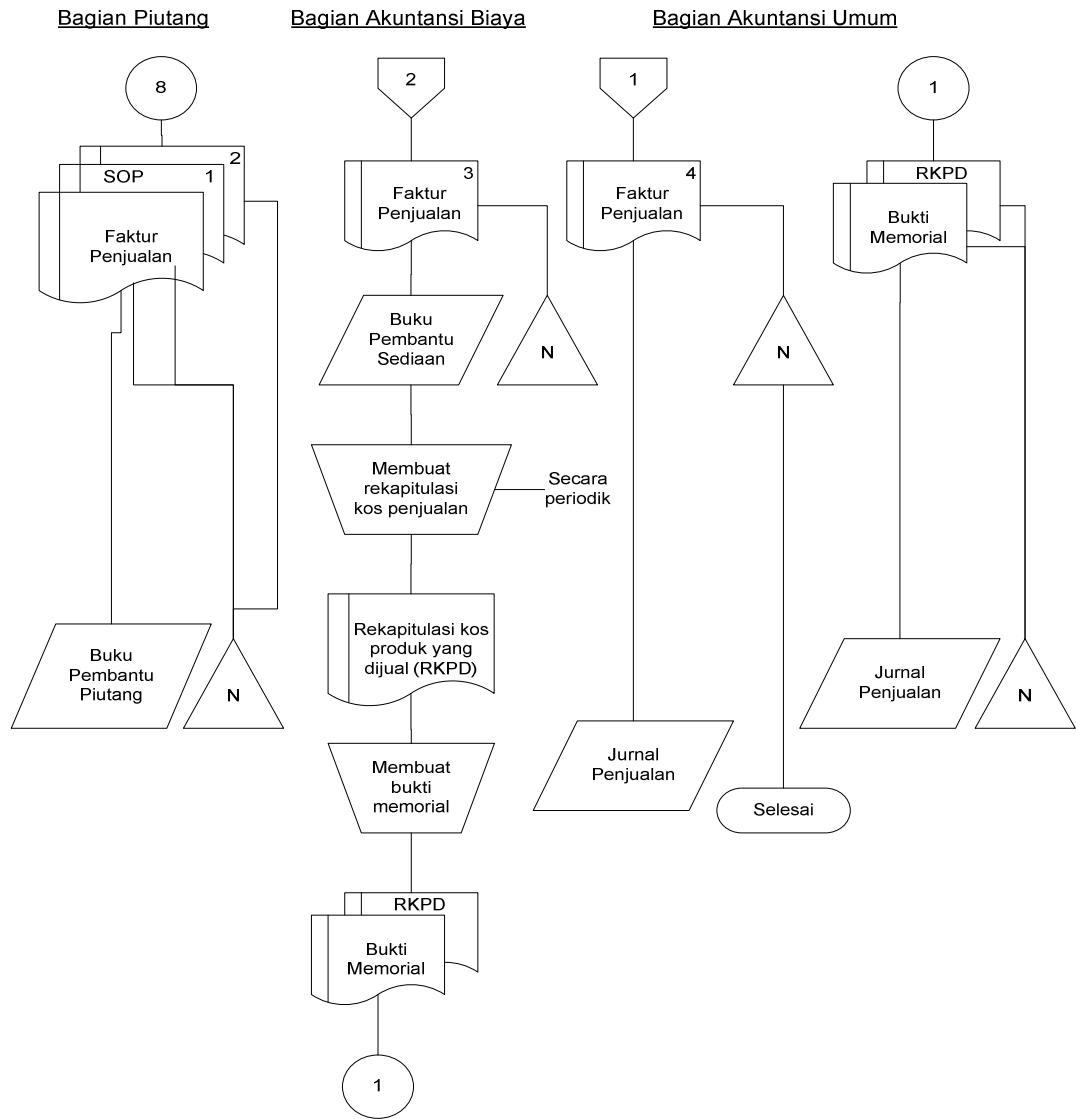 Bagian Piutang
8
2
SOP
1
Faktur
Penjualan
Buku
Pembantu
Piutang
N
Bagian Akuntansi Biaya
2
3
Faktur
Penjualan
Buku
Pembantu
Sediaan
N
Membuat
rekapitulasi
kos penjualan
Secara
periodik
Rekapitulasi kos
produk yang
dijual (RKPD)
Membuat
bukti
memorial
RKPD
Bukti
Memorial
1
Bagian Akuntansi Umum
1
4
Faktur
Penjualan
N
Jurnal
Penjualan
Selesai
1
RKPD
Bukti
Memorial
Jurnal
Penjualan
N